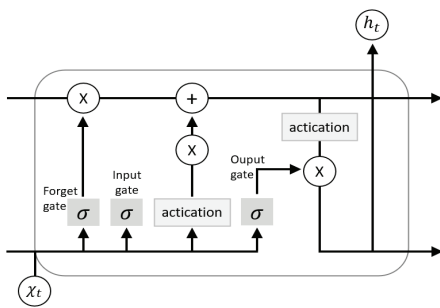 h_t
X
+
actication
X
Input
gate
Ouput
gate
X
Forget
gate
σ
σ
actication
σ
χ_t